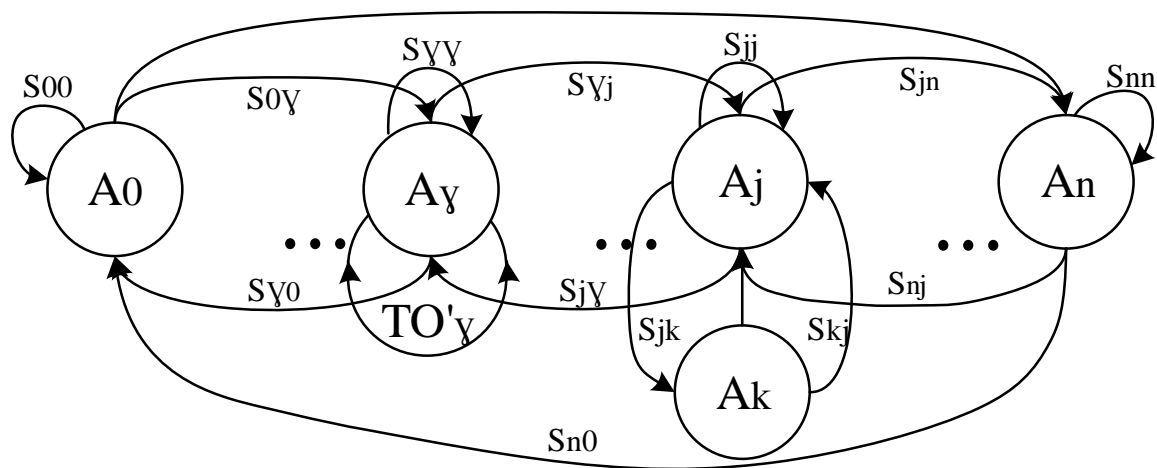 S00
S0ɣ
Sɣɣ
Sɣj
Sjj
Sjn
Snn
A0
Aɣ
Aj
An
...
...
...
Sɣ0
TO'ɣ
Sjɣ
Sjk
Skj
Snj
Ak
Sn0